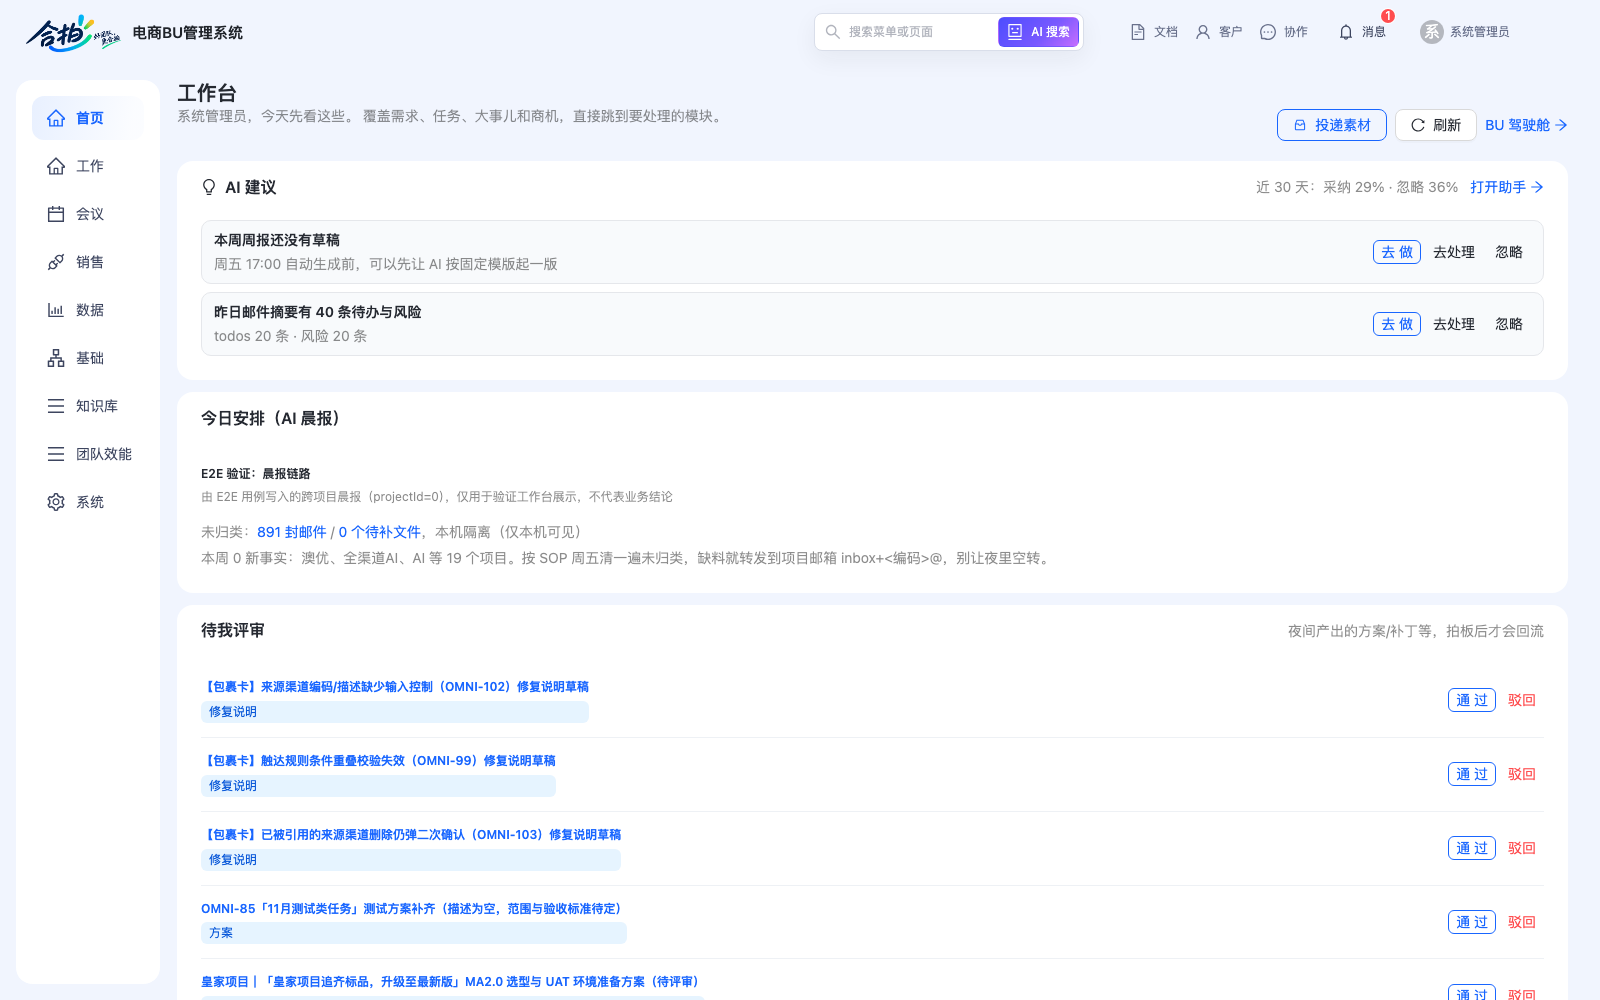 合拍
电商BU管理系统
搜索菜单或页面
AI 搜索
文档
客户
协作
消息
1
系
系统管理员
首页
工作
会议
销售
数据
基础
知识库
团队效能
系统
工作台
系统管理员，今天先看这些。 覆盖需求、任务、大事儿和商机，直接跳到要处理的模块。
投递素材
刷新
BU 驾驶舱
AI 建议
近 30 天：采纳 29% · 忽略 36%
打开助手
本周周报还没有草稿
周五 17:00 自动生成前，可以先让 AI 按固定模版起一版
去 做
去处理
忽略
昨日邮件摘要有 40 条待办与风险
todos 20 条 · 风险 20 条
去 做
去处理
忽略
今日安排（AI 晨报）
E2E 验证：晨报链路
由 E2E 用例写入的跨项目晨报（projectId=0），仅用于验证工作台展示，不代表业务结论
未归类：891 封邮件 / 0 个待补文件，本机隔离（仅本机可见）
本周 0 新事实：澳优、全渠道AI、AI 等 19 个项目。按 SOP 周五清一遍未归类，缺料就转发到项目邮箱 inbox+<编码>@，别让夜里空转。
待我评审
夜间产出的方案/补丁等，拍板后才会回流
【包裹卡】来源渠道编码/描述缺少输入控制（OMNI-102）修复说明草稿
修复说明
通 过
驳回
【包裹卡】触达规则条件重叠校验失效（OMNI-99）修复说明草稿
修复说明
通 过
驳回
【包裹卡】已被引用的来源渠道删除仍弹二次确认（OMNI-103）修复说明草稿
修复说明
通 过
驳回
OMNI-85「11月测试类任务」测试方案补齐（描述为空，范围与验收标准待定）
方案
通 过
驳回
皇家项目｜「皇家项目追齐标品，升级至最新版」MA2.0 选型与 UAT 环境准备方案（待评审）
通 过
驳回